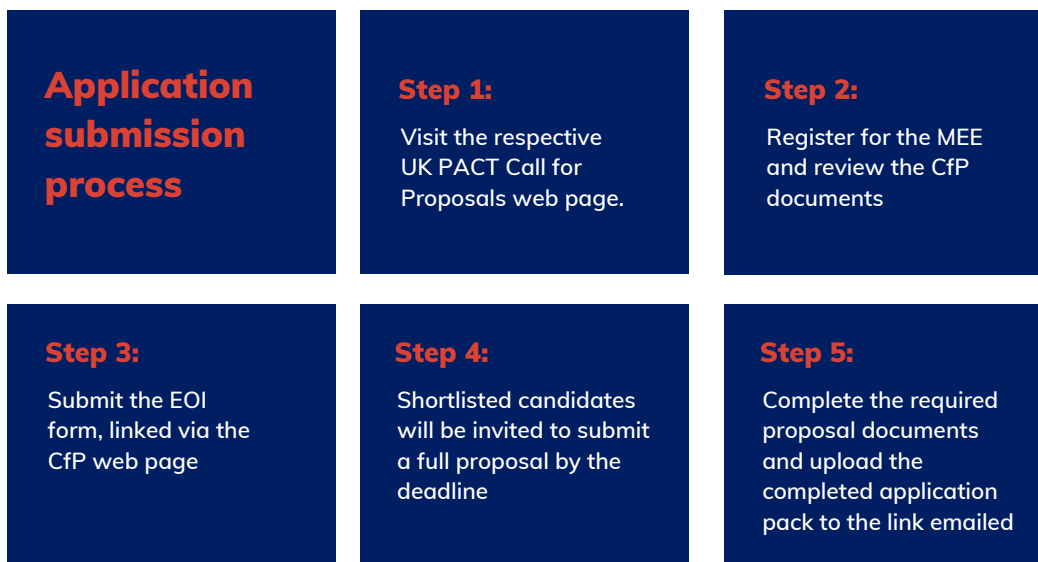 Application
submission
process
Step 1:
Visit the respective
UK PACT Call for
Proposals web page.
Step 2:
Register for the MEE
and review the CfP
documents
Step 3:
Submit the EOI
form, linked via the
CfP web page
Step 4:
Shortlisted candidates
will be invited to submit
a full proposal by the
deadline
Step 5:
Complete the required
proposal documents
and upload the
completed application
pack to the link emailed